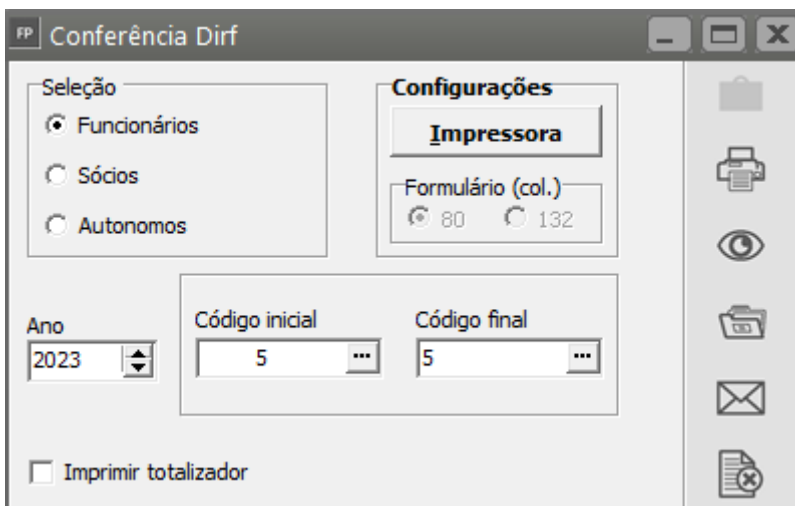 FP Conferência Dirf
Seleção
Funcionários
Sócios
Autonomos
Configurações
Impressora
Formulário (col.)
80 132
Ano
2023
Código inicial
5 ...
Código final
5 ...
Imprimir totalizador